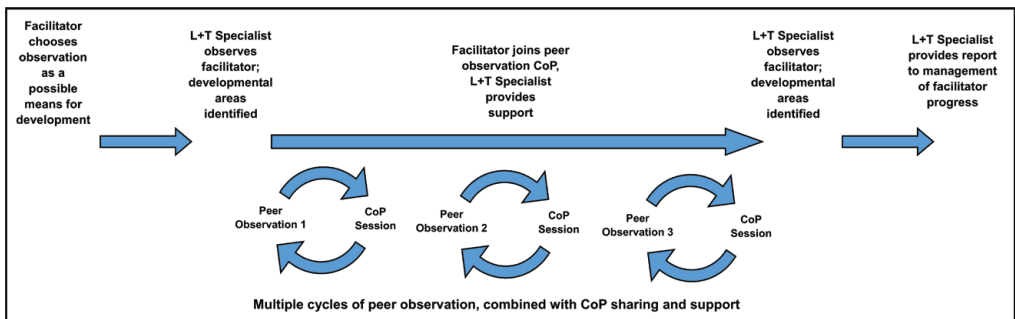 Facilitator
chooses
observation
as a
possible
means for
development
L+T Specialist
observes
facilitator;
developmental
areas
identified
Facilitator joins peer
observation CoP,
L+T Specialist
provides
support
L+T Specialist
observes
facilitator;
developmental
areas
identified
L+T Specialist
provides report
to management
of facilitator
progress
Peer
Observation 1
CoP
Session
Peer
Observation 2
CoP
Session
Peer
Observation 3
CoP
Session
Multiple cycles of peer observation, combined with CoP sharing and support